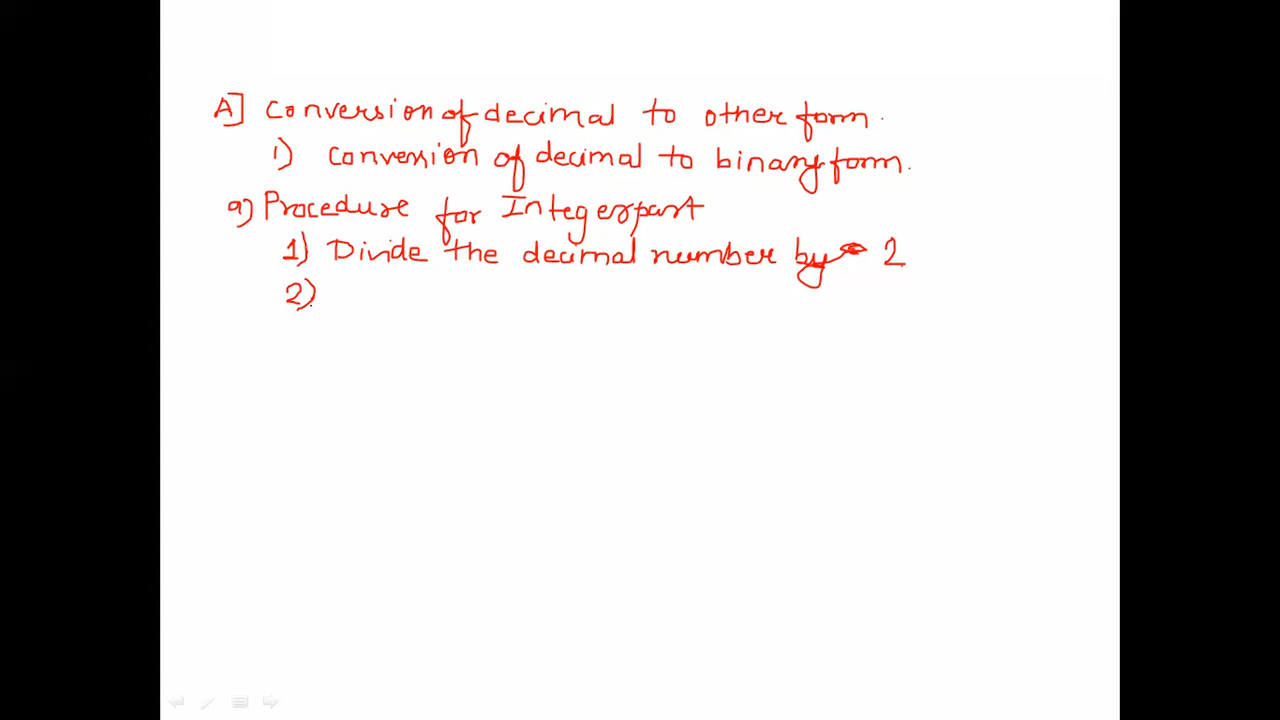 A] Conversion of decimal to other form.
i) Conversion of decimal to binary form.
a) Procedure for Integer part
1) Divide the decimal number by 2
2)